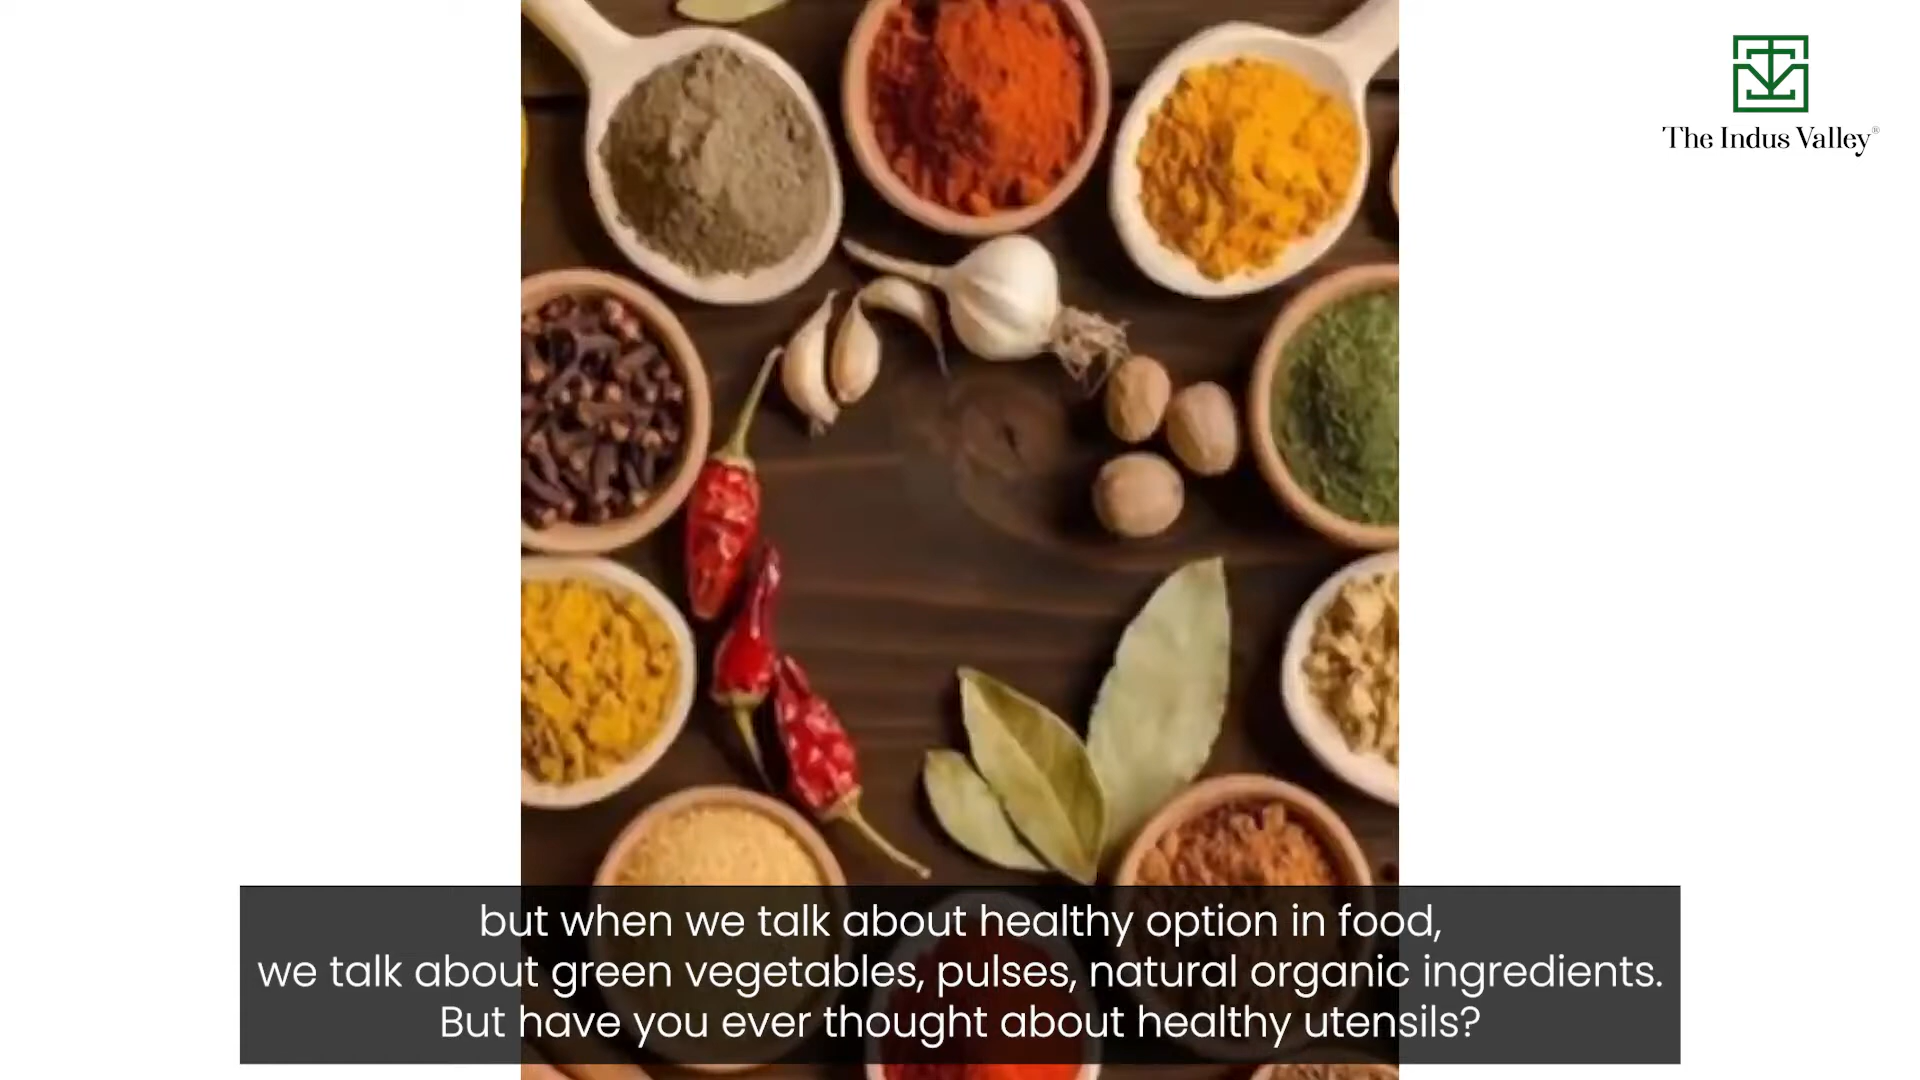 The Indus Valley®
but when we talk about healthy option in food,
we talk about green vegetables, pulses, natural organic ingredients.
But have you ever thought about healthy utensils?